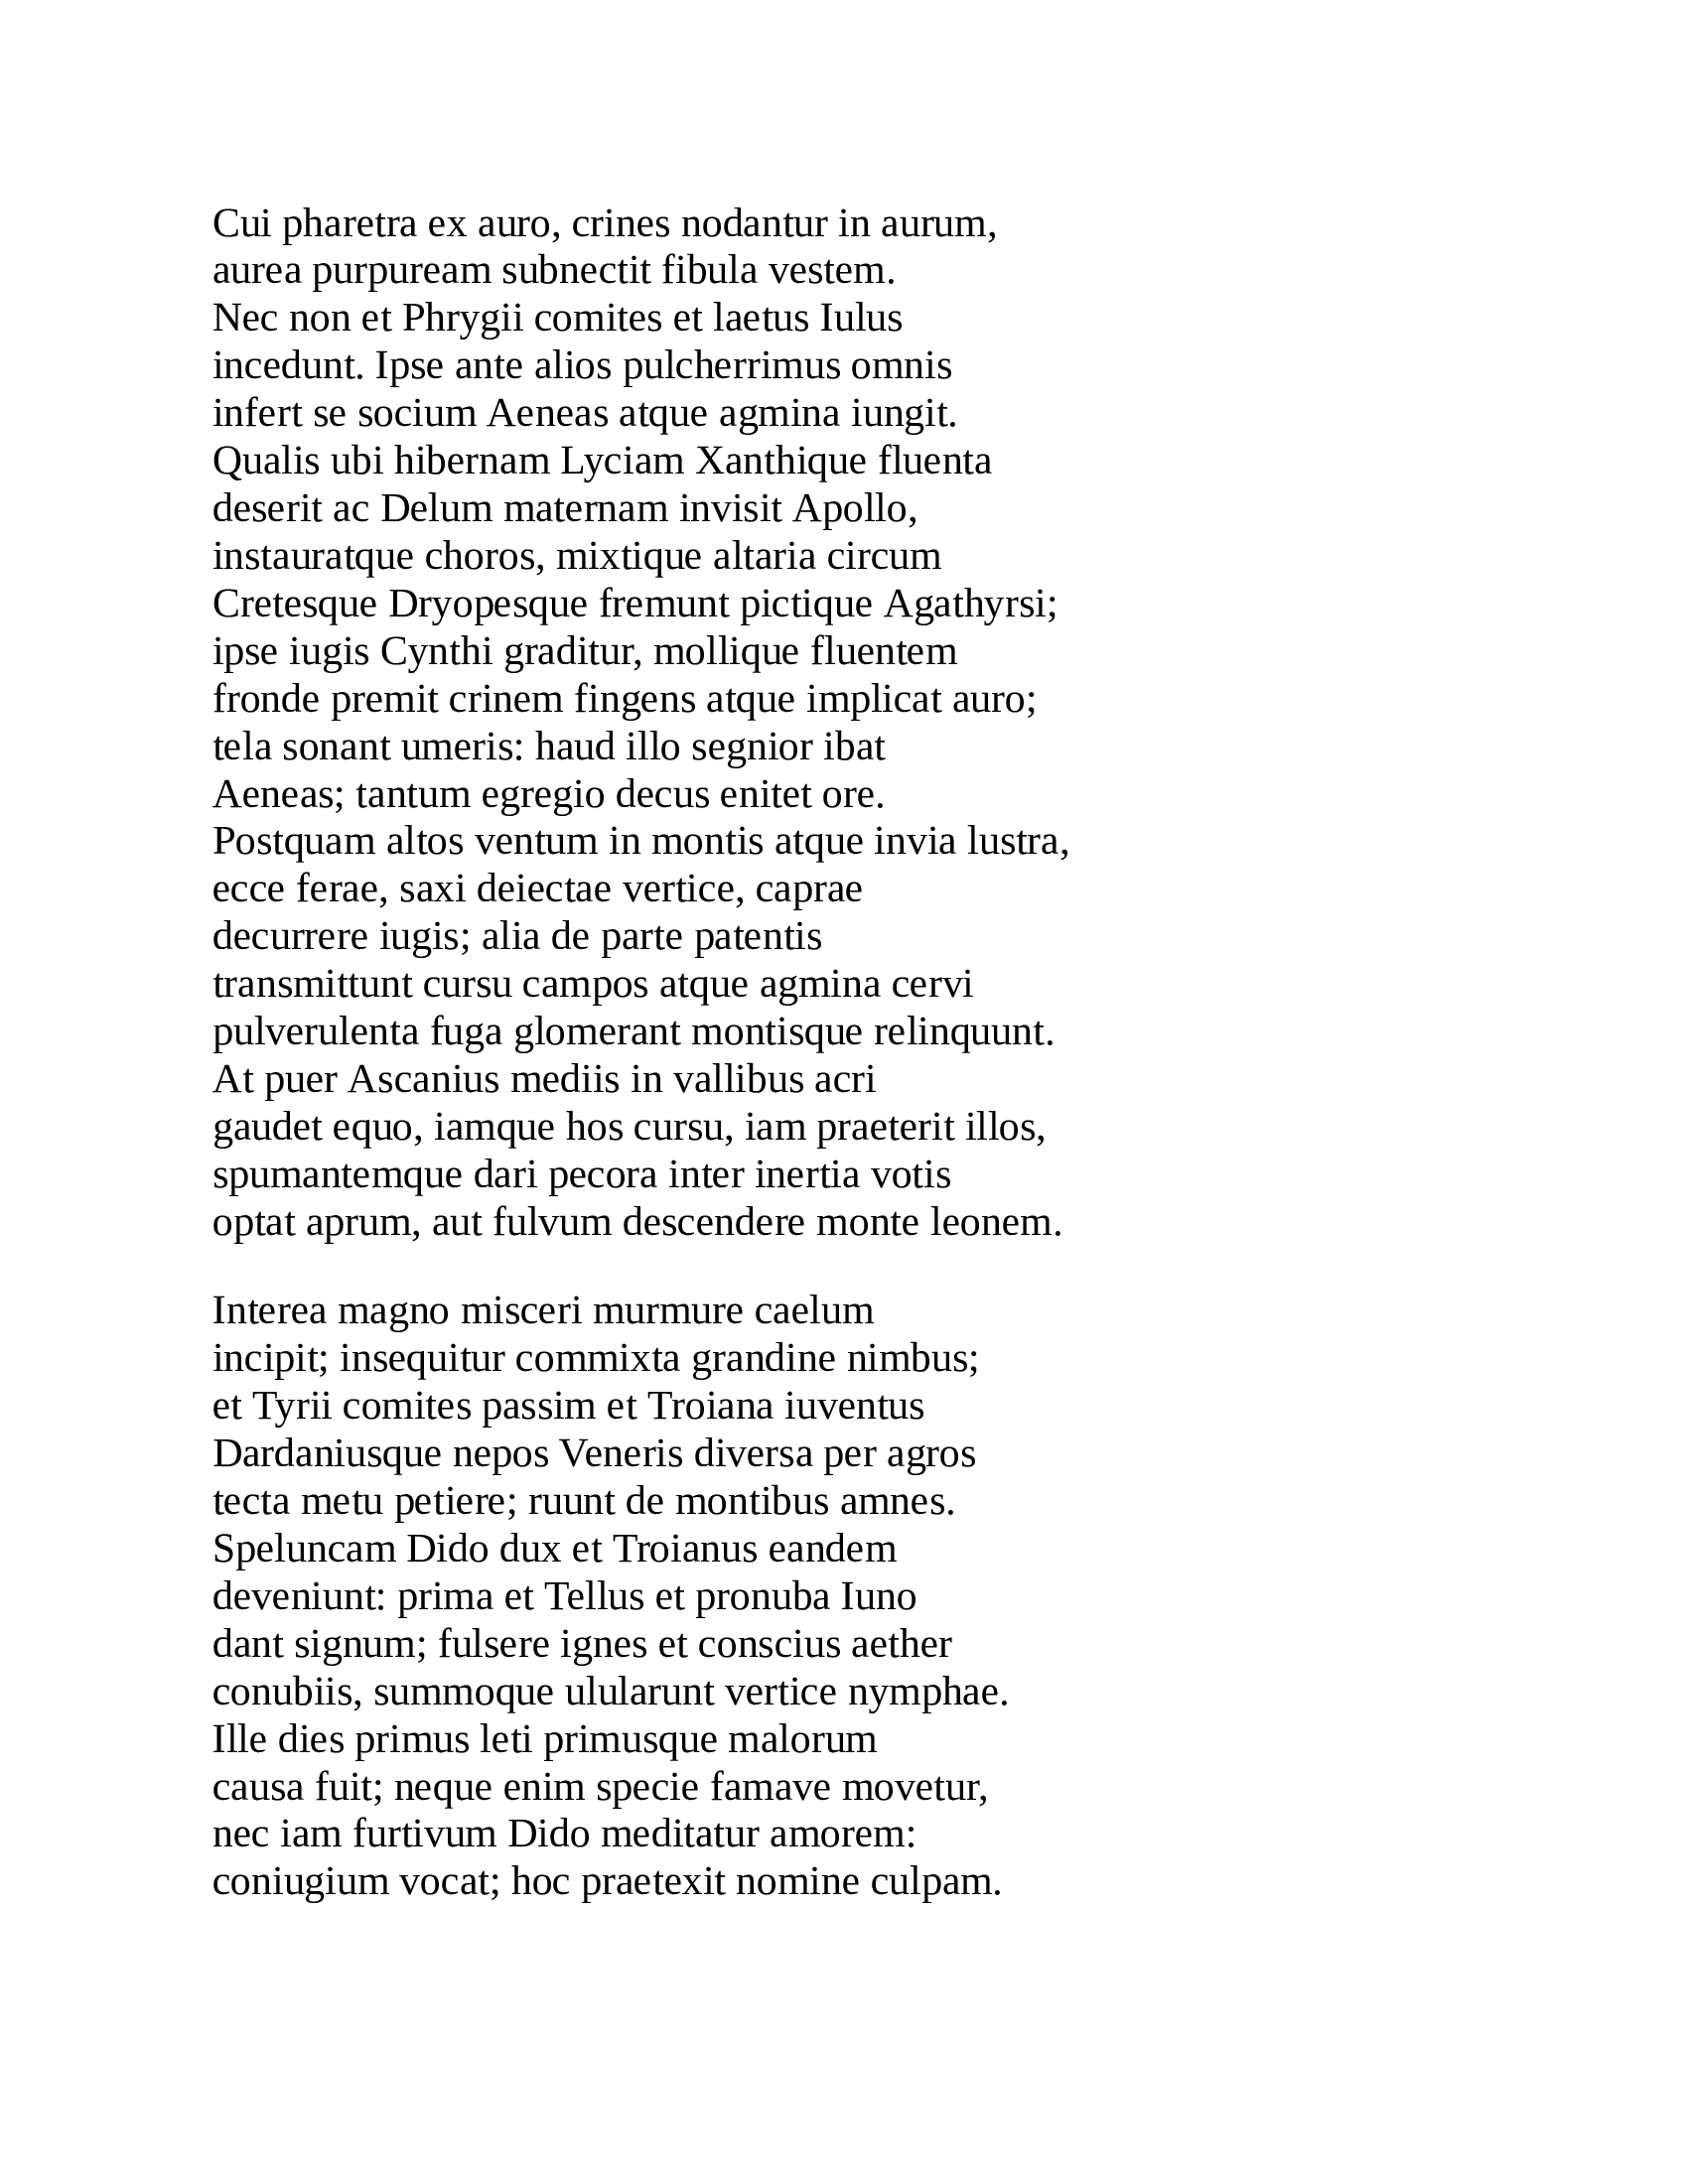 Cui pharetra ex auro, crines nodantur in aurum,
aurea purpuream subnectit fibula vestem.
Nec non et Phrygii comites et laetus Iulus
incedunt. Ipse ante alios pulcherrimus omnis
infert se socium Aeneas atque agmina iungit.
Qualis ubi hibernam Lyciam Xanthique fluenta
deserit ac Delum maternam invisit Apollo,
instauratque choros, mixtique altaria circum
Cretesque Dryopesque fremunt pictique Agathyrsi;
ipse iugis Cynthi graditur, mollique fluentem
fronde premit crinem fingens atque implicat auro;
tela sonant umeris: haud illo segnior ibat
Aeneas; tantum egregio decus enitet ore.
Postquam altos ventum in montis atque invia lustra,
ecce ferae, saxi deiectae vertice, caprae
decurrere iugis; alia de parte patentis
transmittunt cursu campos atque agmina cervi
pulverulenta fuga glomerant montisque relinquunt.
At puer Ascanius mediis in vallibus acri
gaudet equo, iamque hos cursu, iam praeterit illos,
spumantemque dari pecora inter inertia votis
optat aprum, aut fulvum descendere monte leonem.

Interea magno misceri murmure caelum
incipit; insequitur commixta grandine nimbus;
et Tyrii comites passim et Troiana iuventus
Dardaniusque nepos Veneris diversa per agros
tecta metu petiere; ruunt de montibus amnes.
Speluncam Dido dux et Troianus eandem
deveniunt: prima et Tellus et pronuba Iuno
dant signum; fulsere ignes et conscius aether
conubiis, summoque ulularunt vertice nymphae.
Ille dies primus leti primusque malorum
causa fuit; neque enim specie famave movetur,
nec iam furtivum Dido meditatur amorem:
coniugium vocat; hoc praetexit nomine culpam.